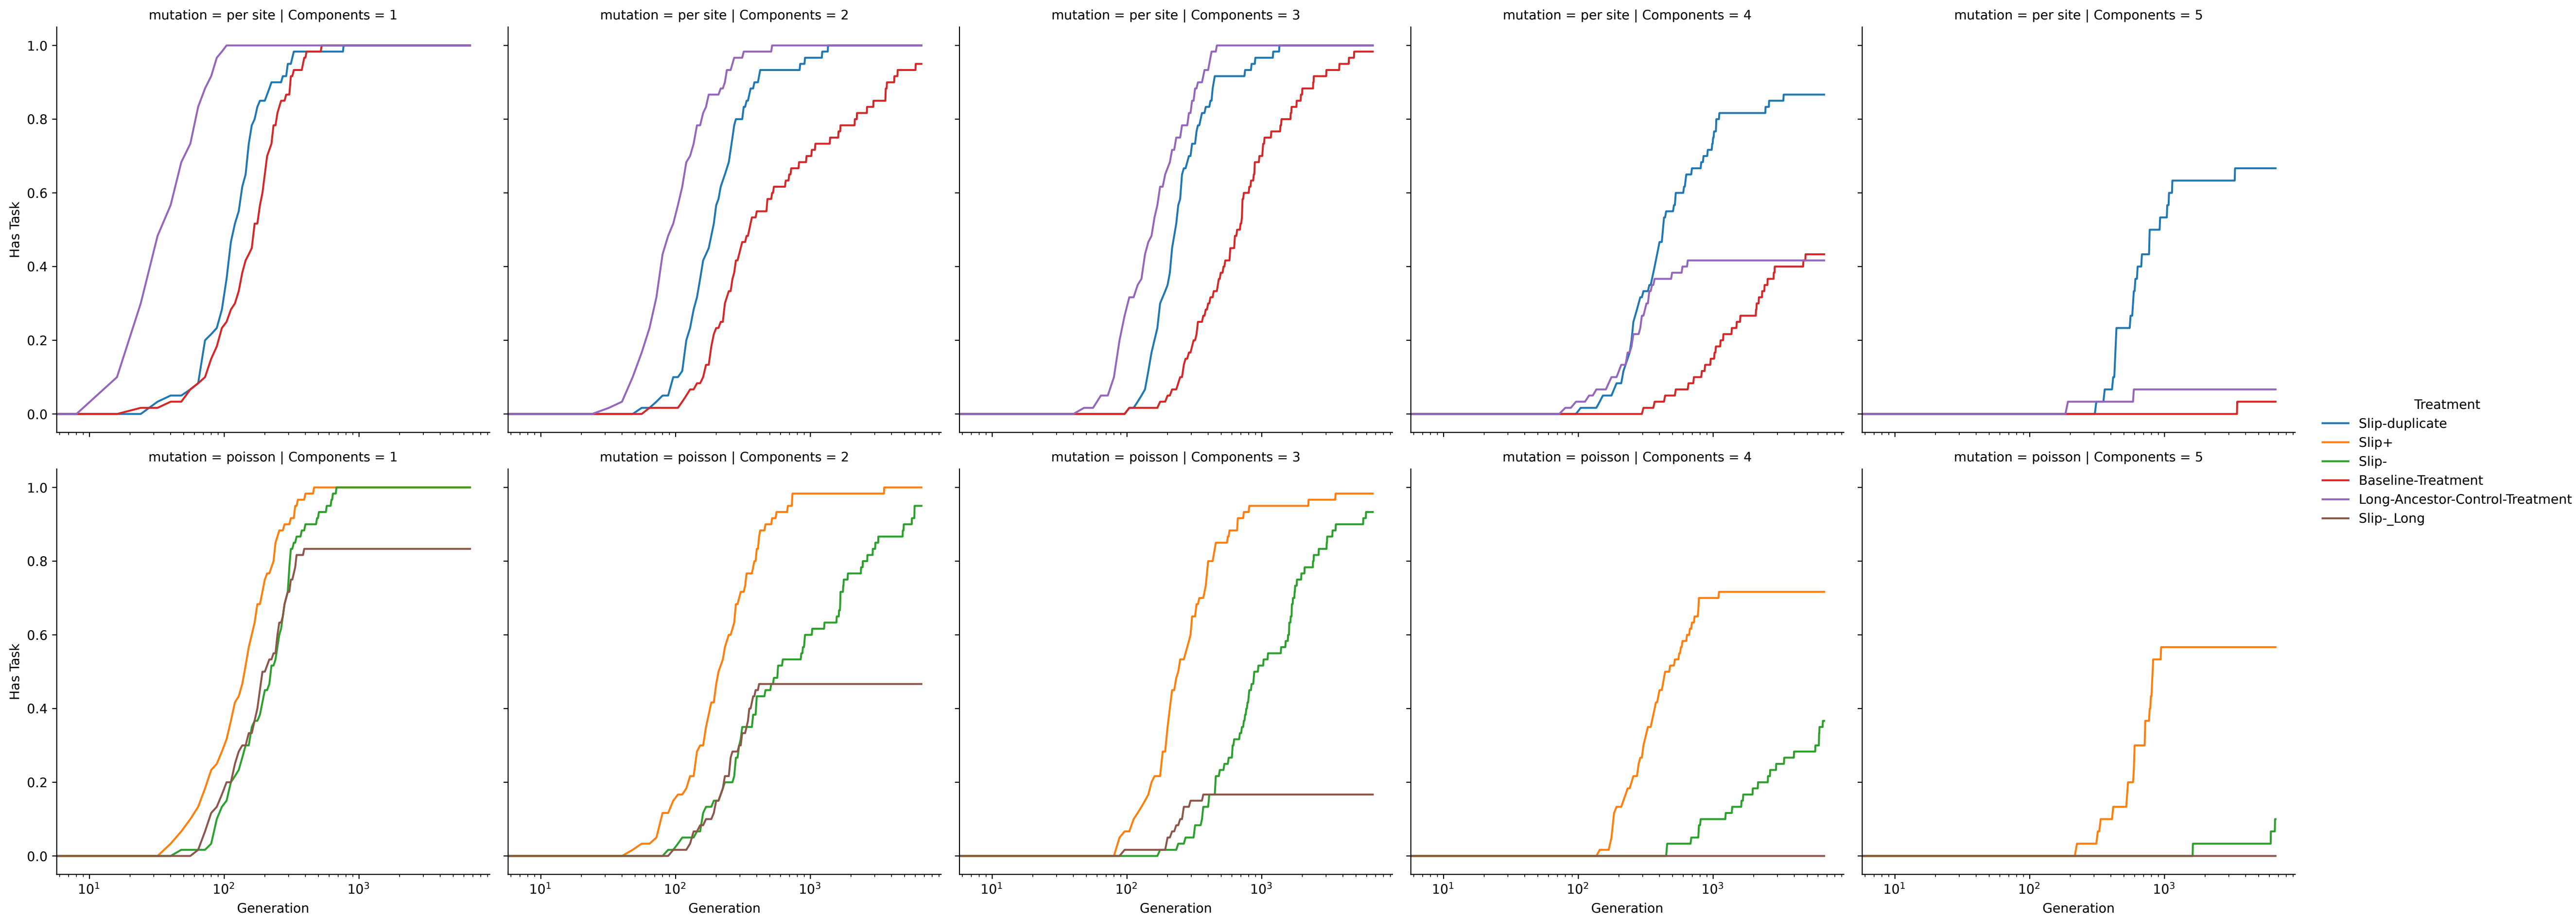 mutation = per site | Components = 1
mutation = per site | Components = 2
mutation = per site | Components = 3
mutation = per site | Components = 4
mutation = per site | Components = 5
1.0
0.8
0.6
0.4
0.2
0.0
Has Task
Treatment
Slip-duplicate
Slip+
Slip-
Baseline-Treatment
Long-Ancestor-Control-Treatment
Slip-_Long
mutation = poisson | Components = 1
mutation = poisson | Components = 2
mutation = poisson | Components = 3
mutation = poisson | Components = 4
mutation = poisson | Components = 5
1.0
0.8
0.6
0.4
0.2
0.0
Has Task
10¹ 10² 10³
10¹ 10² 10³
10¹ 10² 10³
10¹ 10² 10³
10¹ 10² 10³
Generation
Generation
Generation
Generation
Generation